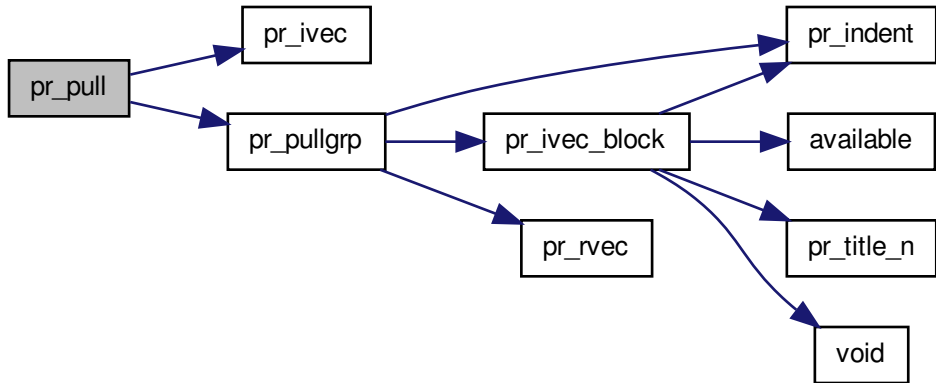 pr_pull
pr_ivec
pr_pullgrp
pr_ivec_block
pr_rvec
pr_indent
available
pr_title_n
void